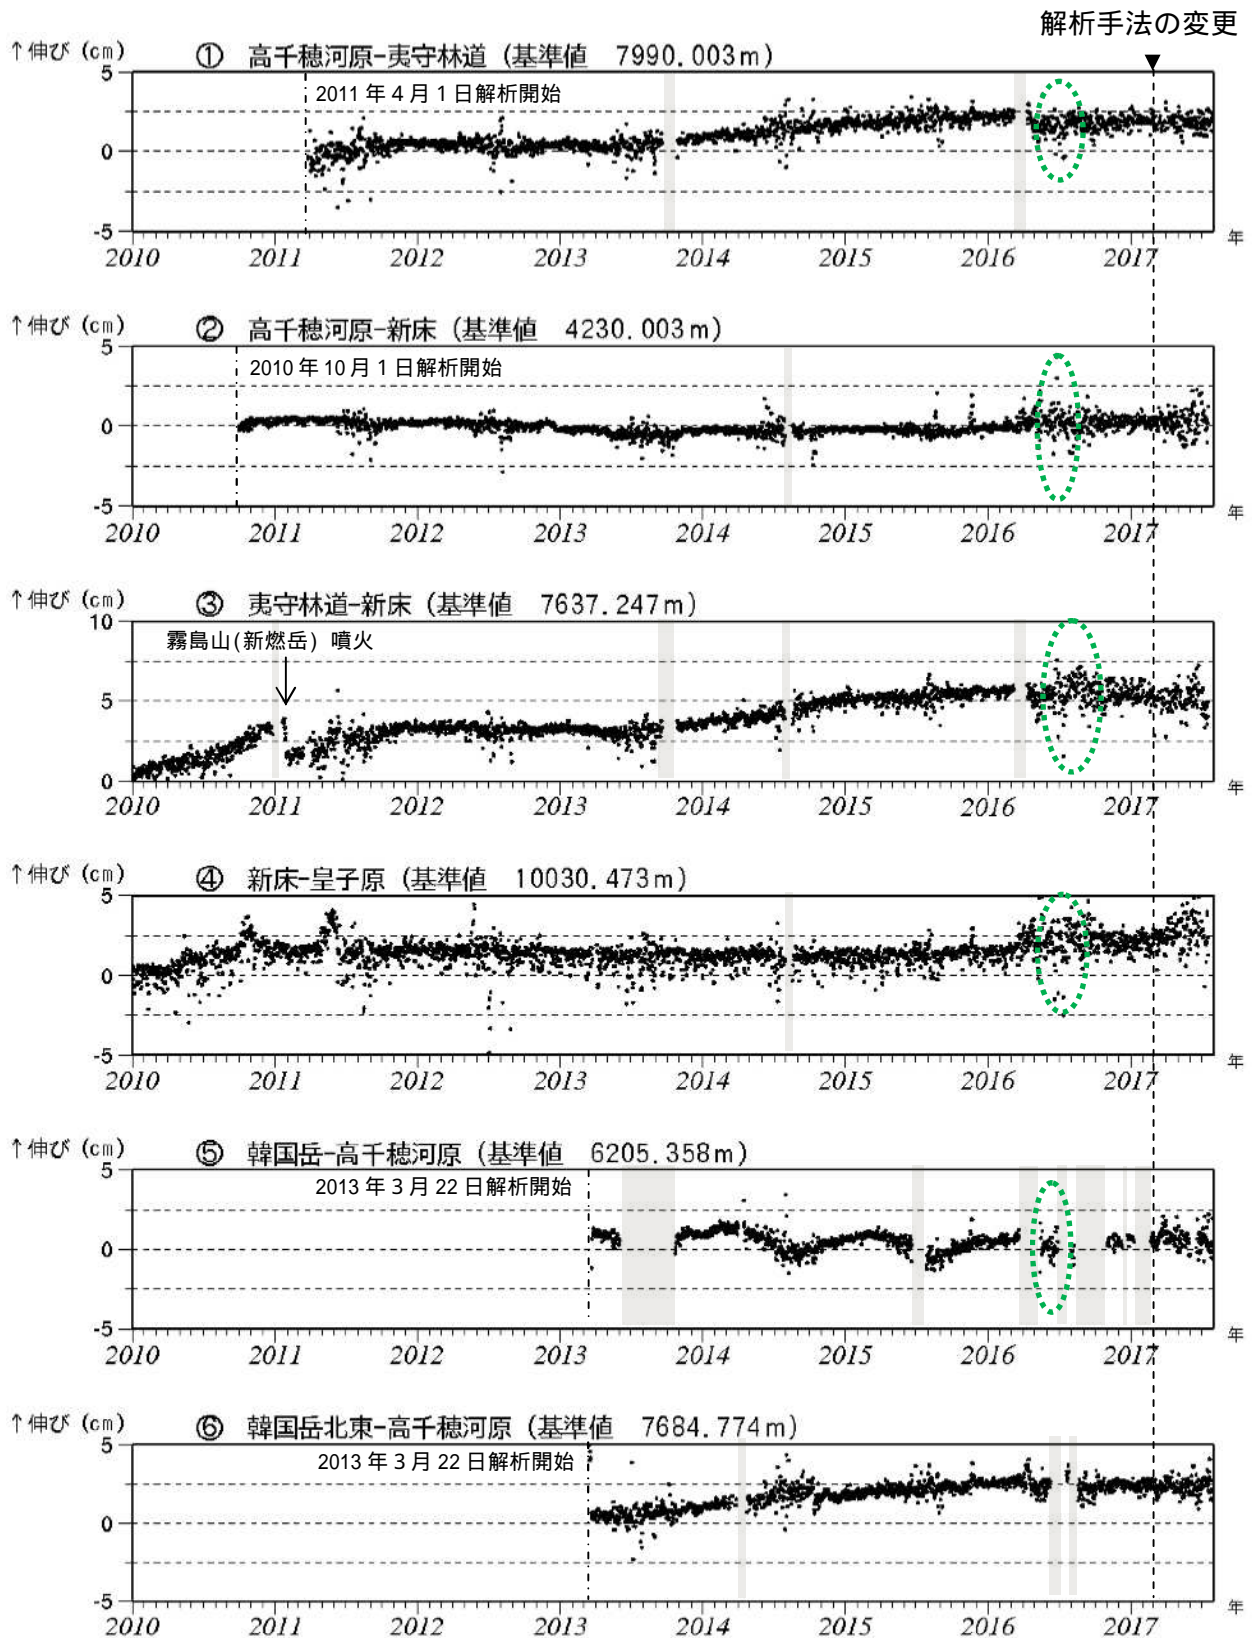 解析手法の変更
↑伸び (cm) ① 高千穂河原-夷守林道 (基準値 7990.003m)
5
2011年4月1日解析開始
0
-5
2010 2011 2012 2013 2014 2015 2016 2017 年
↑伸び (cm) ② 高千穂河原-新床 (基準値 4230.003m)
5
2010年10月1日解析開始
0
-5
2010 2011 2012 2013 2014 2015 2016 2017 年
↑伸び (cm) ③ 夷守林道-新床 (基準値 7637.247m)
10
霧島山(新燃岳) 噴火
5
0
2010 2011 2012 2013 2014 2015 2016 2017 年
↑伸び (cm) ④ 新床-皇子原 (基準値 10030.473m)
5
0
-5
2010 2011 2012 2013 2014 2015 2016 2017 年
↑伸び (cm) ⑤ 韓国岳-高千穂河原 (基準値 6205.358m)
5
2013年3月22日解析開始
0
-5
2010 2011 2012 2013 2014 2015 2016 2017 年
↑伸び (cm) ⑥ 韓国岳北東-高千穂河原 (基準値 7684.774m)
5
2013年3月22日解析開始
0
-5
2010 2011 2012 2013 2014 2015 2016 2017 年